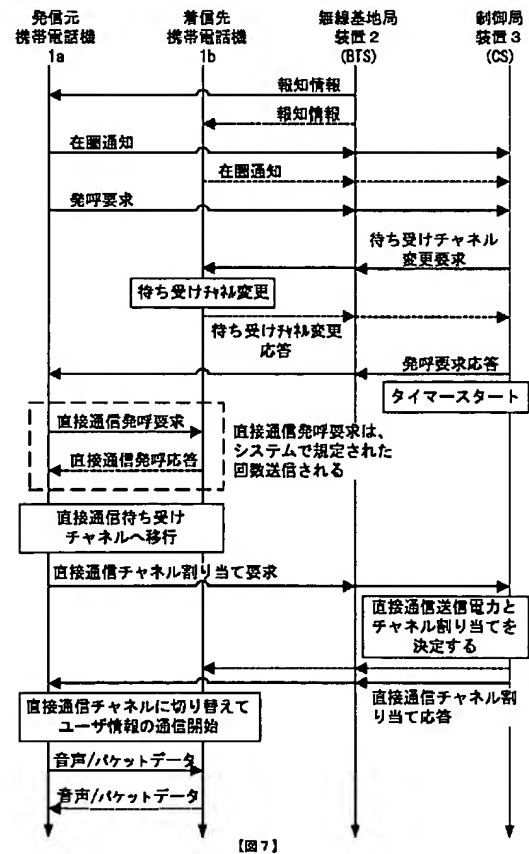 発信元
携帯電話機
1a
着信先
携帯電話機
1b
無線基地局
装置2
(BTS)
制御局
装置3
(CS)
報知情報
報知情報
在圏通知
在圏通知
発呼要求
待ち受けチャネル
変更要求
待ち受けチャネル変更
待ち受けチャネル変更
応答
発呼要求応答
タイマースタート
直接通信発呼要求
直接通信発呼応答
直接通信発呼要求は、
システムで規定された
回数送信される
直接通信待ち受け
チャネルへ移行
直接通信チャネル割り当て要求
直接通信送信電力と
チャネル割り当てを
決定する
直接通信チャネル割
り当て応答
直接通信チャネルに切り替えて
ユーザ情報の通信開始
音声/パケットデータ
音声/パケットデータ
【図7】